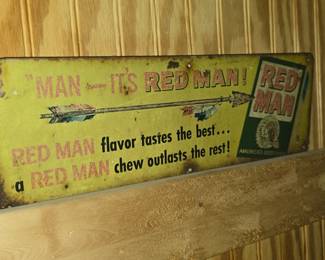 "MAN — IT'S RED MAN!
RED MAN flavor tastes the best...
a RED MAN chew outlasts the rest!
RED
MAN